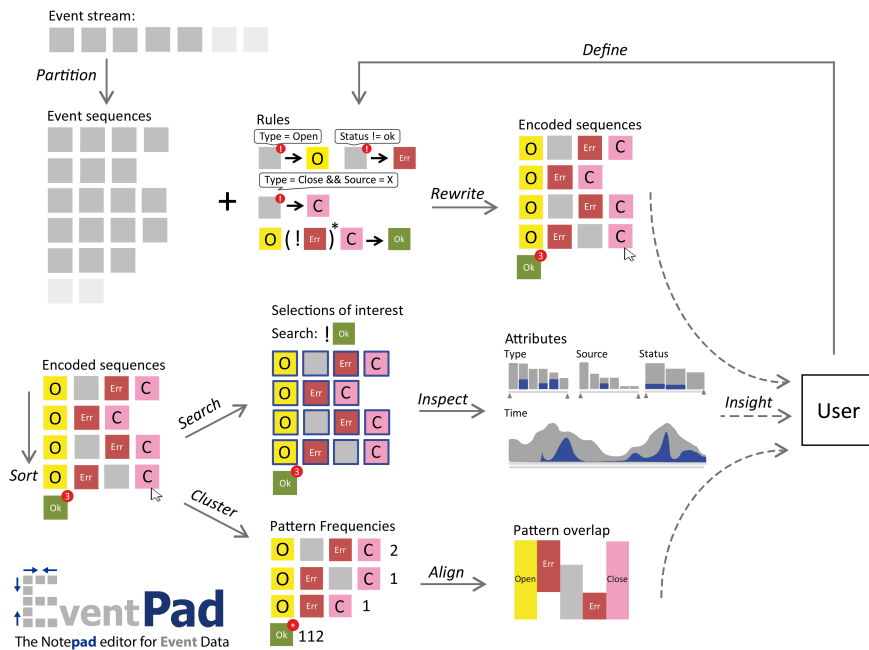 Event stream:
Partition
Define
Event sequences
Rules
Type = Open
Status != ok
! O ! Err
Type = Close && Source = X
! C
O (! Err )* C Ok
+
Rewrite
Encoded sequences
O Err C
O Err C
O Err C
O Err C
Ok 3
Encoded sequences
O Err C
O Err C
O Err C
O Err C
Ok 3
Sort
Search
Cluster
Selections of interest
Search: ! Ok
O Err C
O Err C
O Err C
O Err C
Ok 3
Inspect
Attributes
Type Source Status
Time
Insight
User
Pattern Frequencies
O Err C 2
O Err C 1
O Err C 1
Ok * 112
Align
Pattern overlap
Open Err Err Close
EventPad
The Notepad editor for Event Data